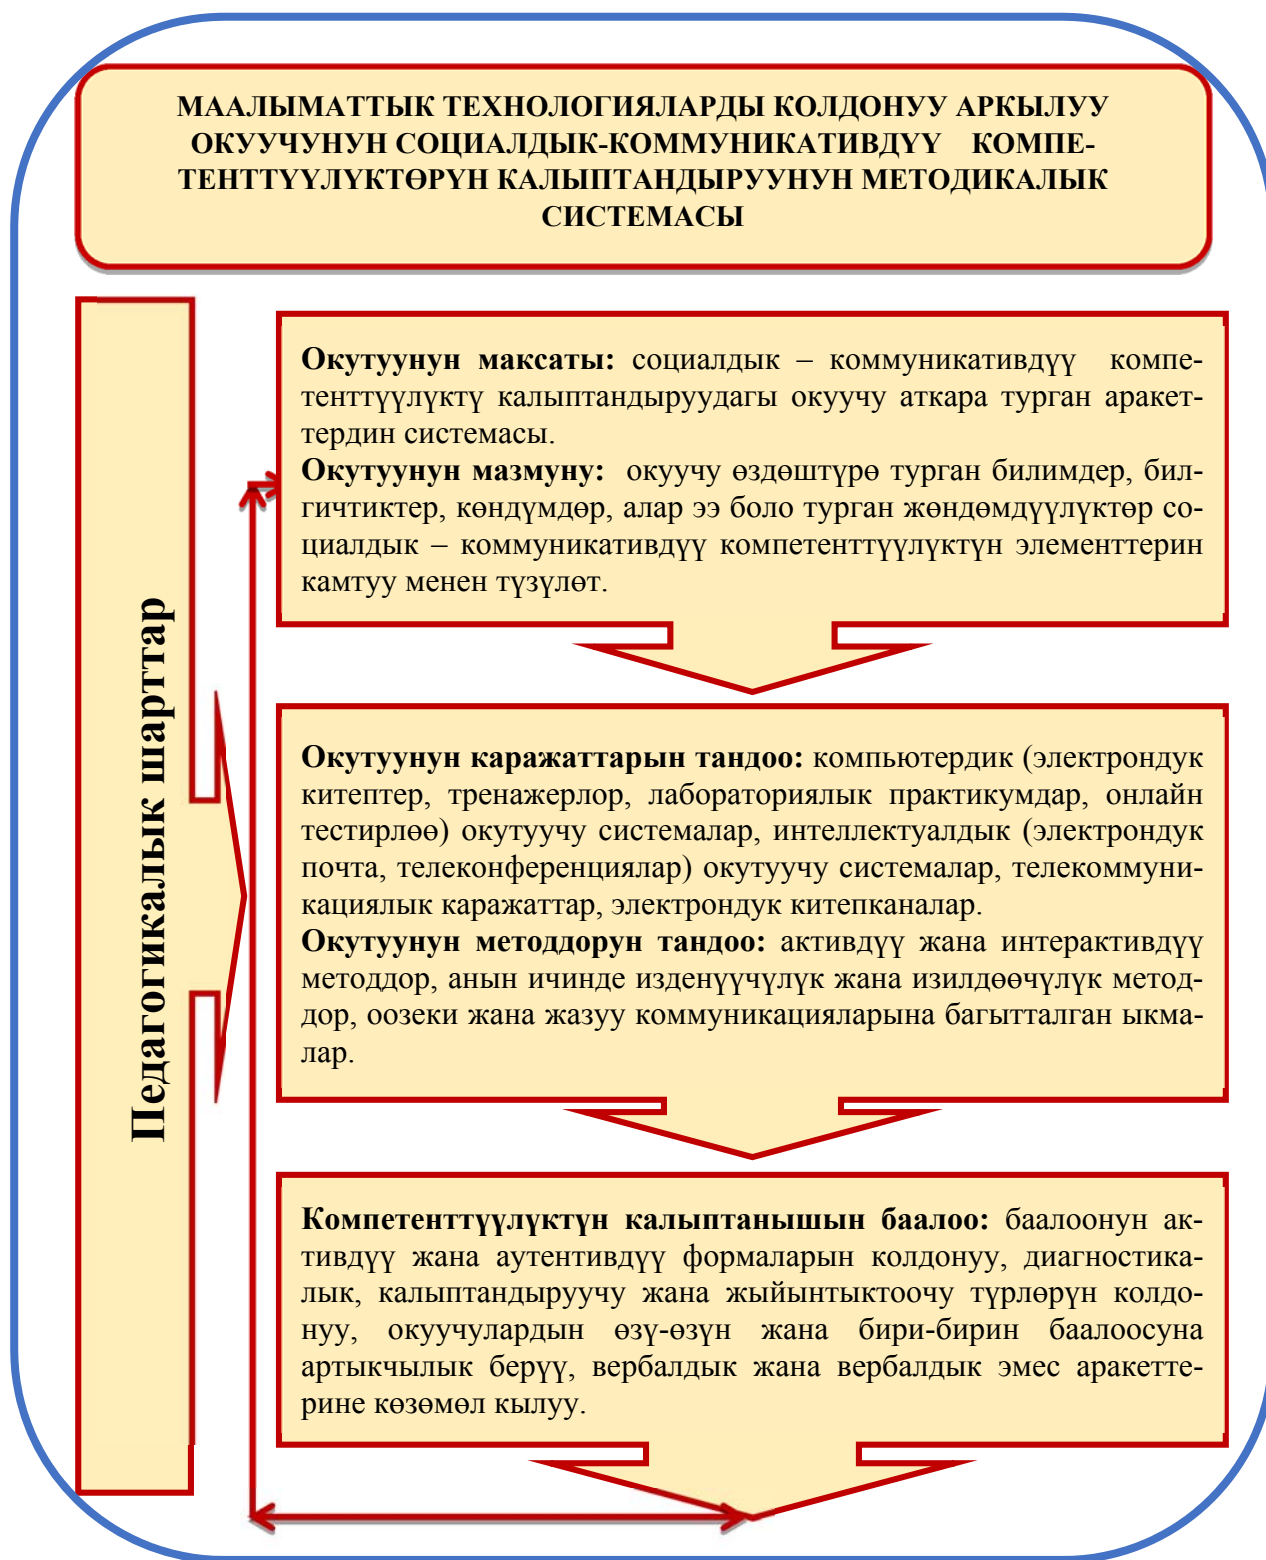 МААЛЫМАТТЫК ТЕХНОЛОГИЯЛАРДЫ КОЛДОНУУ АРКЫЛУУ
ОКУУЧУНУН СОЦИАЛДЫК-КОММУНИКАТИВДҮҮ КОМПЕ-
ТЕНТТҮҮЛҮКТӨРҮН КАЛЫПТАНДЫРУУНУН МЕТОДИКАЛЫК
СИСТЕМАСЫ
Педагогикалык шарттар
Окутуунун максаты: социалдык – коммуникативдүү компе-
тенттүүлүктү калыптандыруудагы окуучу аткара турган аракет-
тердин системасы.
Окутуунун мазмуну: окуучу өздөштүрө турган билимдер, бил-
гичтиктер, көндүмдөр, алар ээ боло турган жөндөмдүүлүктөр со-
циалдык – коммуникативдүү компетенттүүлүктүн элементтерин
камтуу менен түзүлөт.
Окутуунун каражаттарын тандоо: компьютердик (электрондук
китептер, тренажерлор, лабораториялык практикумдар, онлайн
тестирлөө) окутуучу системалар, интеллектуалдык (электрондук
почта, телеконференциялар) окутуучу системалар, телекоммуни-
кациялык каражаттар, электрондук китепканалар.
Окутуунун методдорун тандоо: активдүү жана интерактивдүү
методдор, анын ичинде изденүүчүлүк жана изилдөөчүлүк метод-
дор, оозеки жана жазуу коммуникацияларына багытталган ыкма-
лар.
Компетенттүүлүктүн калыптанышын баалоо: баалоонун ак-
тивдүү жана аутентивдүү формаларын колдонуу, диагностика-
лык, калыптандыруучу жана жыйынтыктоочу түрлөрүн колдо-
нуу, окуучулардын өзү-өзүн жана бири-бирин баалоосуна
артыкчылык берүү, вербалдык жана вербалдык эмес аракетте-
рине көзөмөл кылуу.